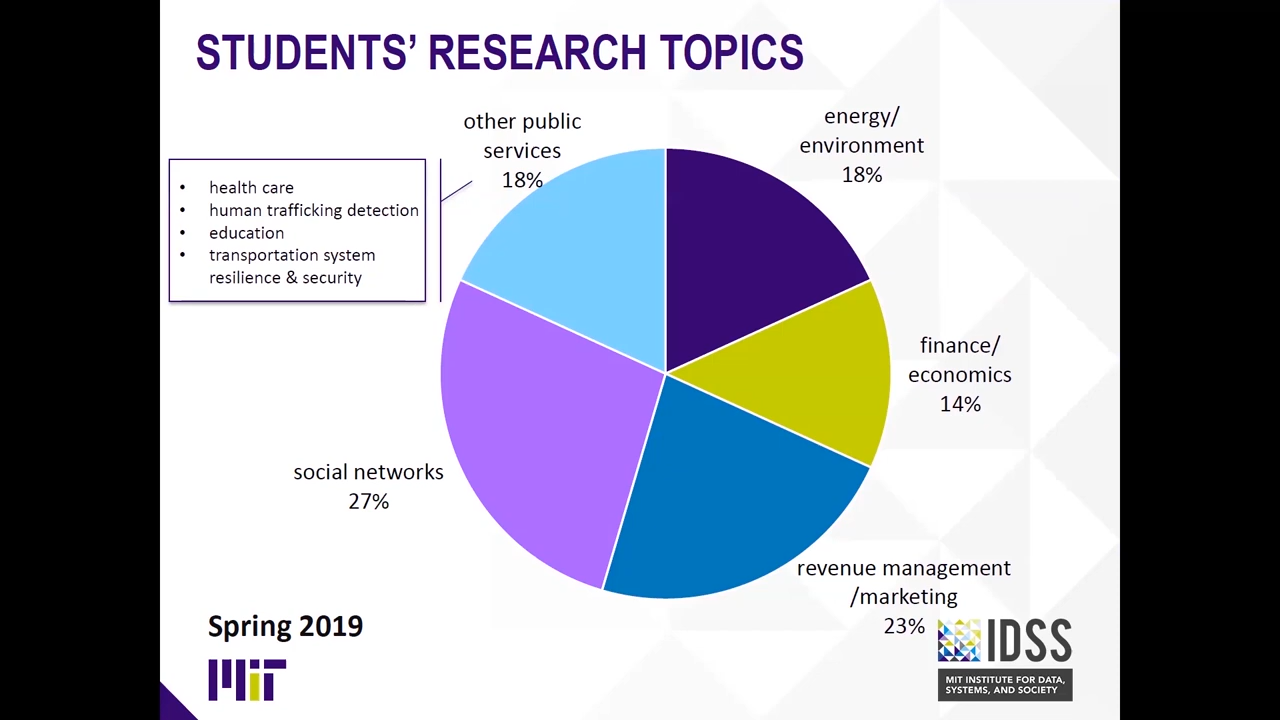 STUDENTS' RESEARCH TOPICS
other public
services
18%
energy/
environment
18%
• health care
• human trafficking detection
• education
• transportation system
resilience & security
finance/
economics
14%
social networks
27%
revenue management
/marketing
23%
Spring 2019
MIT
IDSS
MIT INSTITUTE FOR DATA,
SYSTEMS, AND SOCIETY